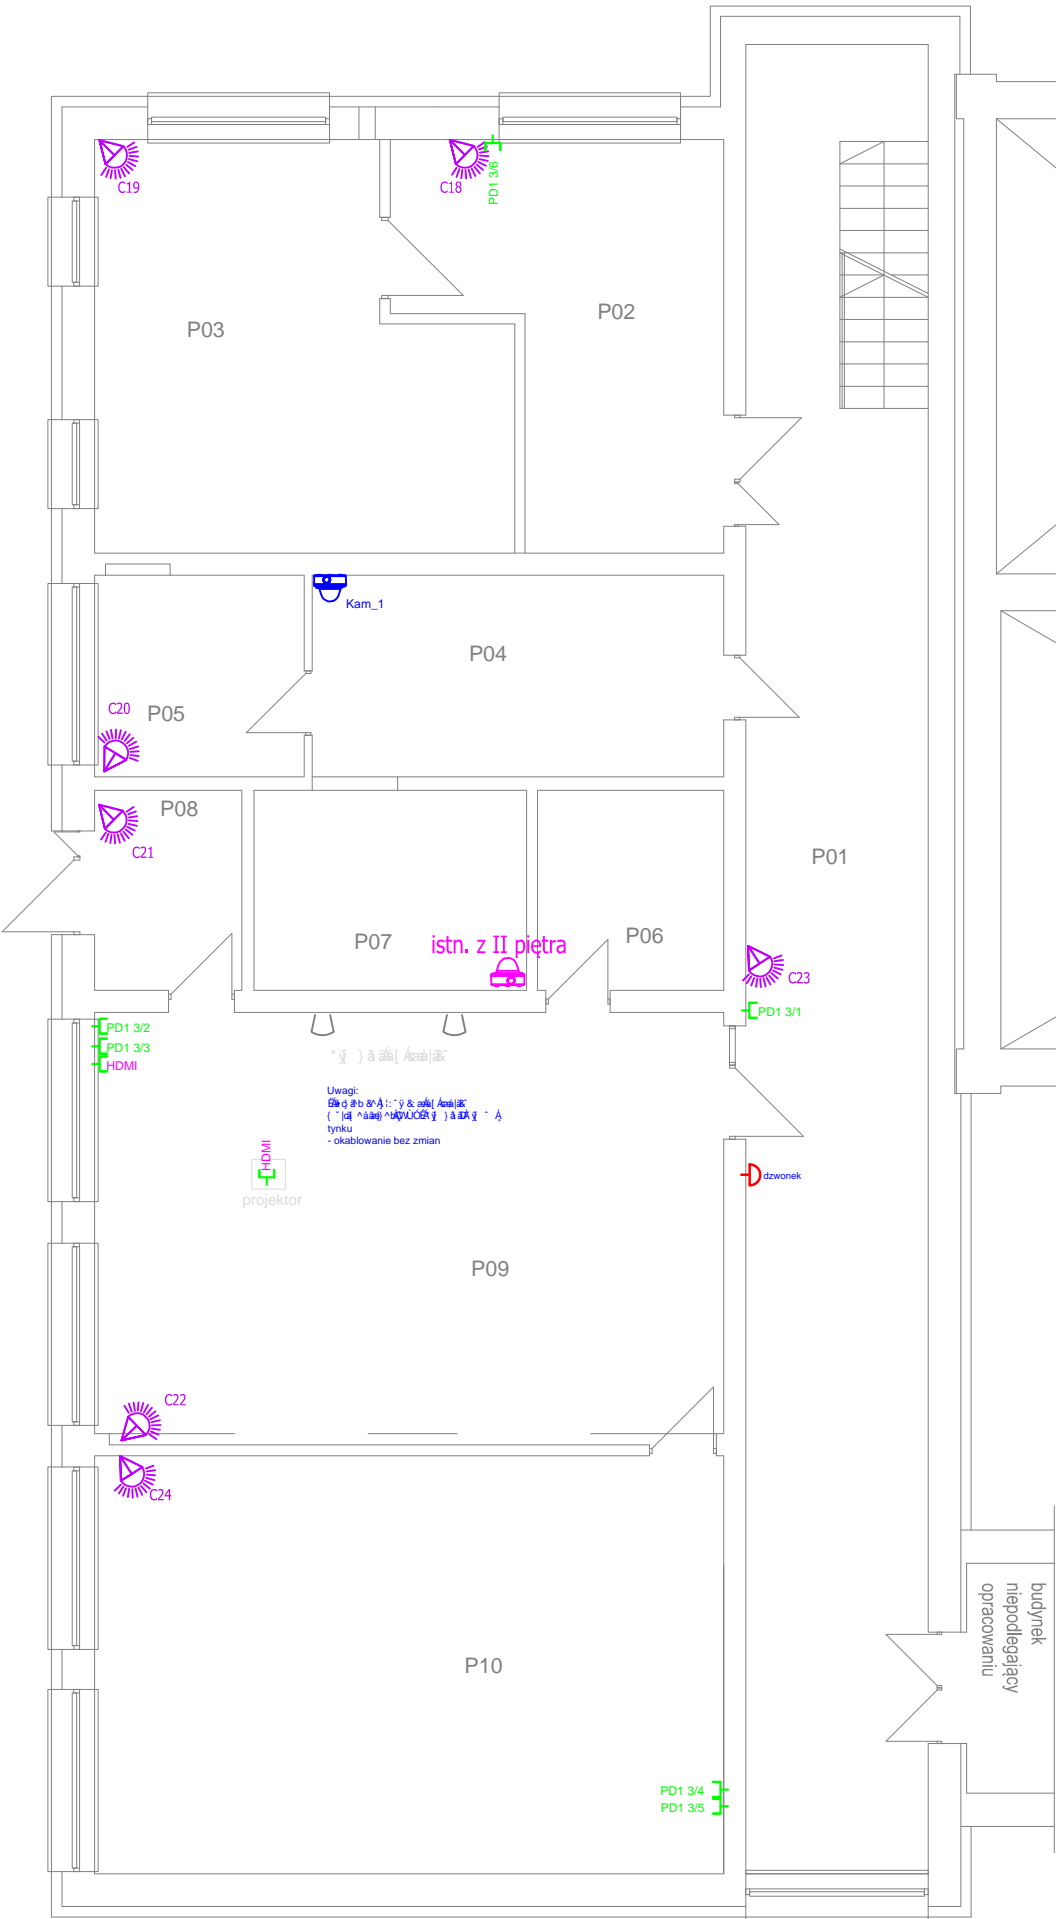 C19
C18
PD1 3/6
P03
P02
Kam_1
P04
C20
P05
P08
C21
P01
P07
istn. z II piętra
P06
C23
PD1 3/1
PD1 3/2
PD1 3/3
HDMI
Uwagi:
tynku
- okablowanie bez zmian
HDMI
projektor
dzwonek
P09
C22
C24
budynek
niepodlegający
opracowaniu
P10
PD1 3/4
PD1 3/5